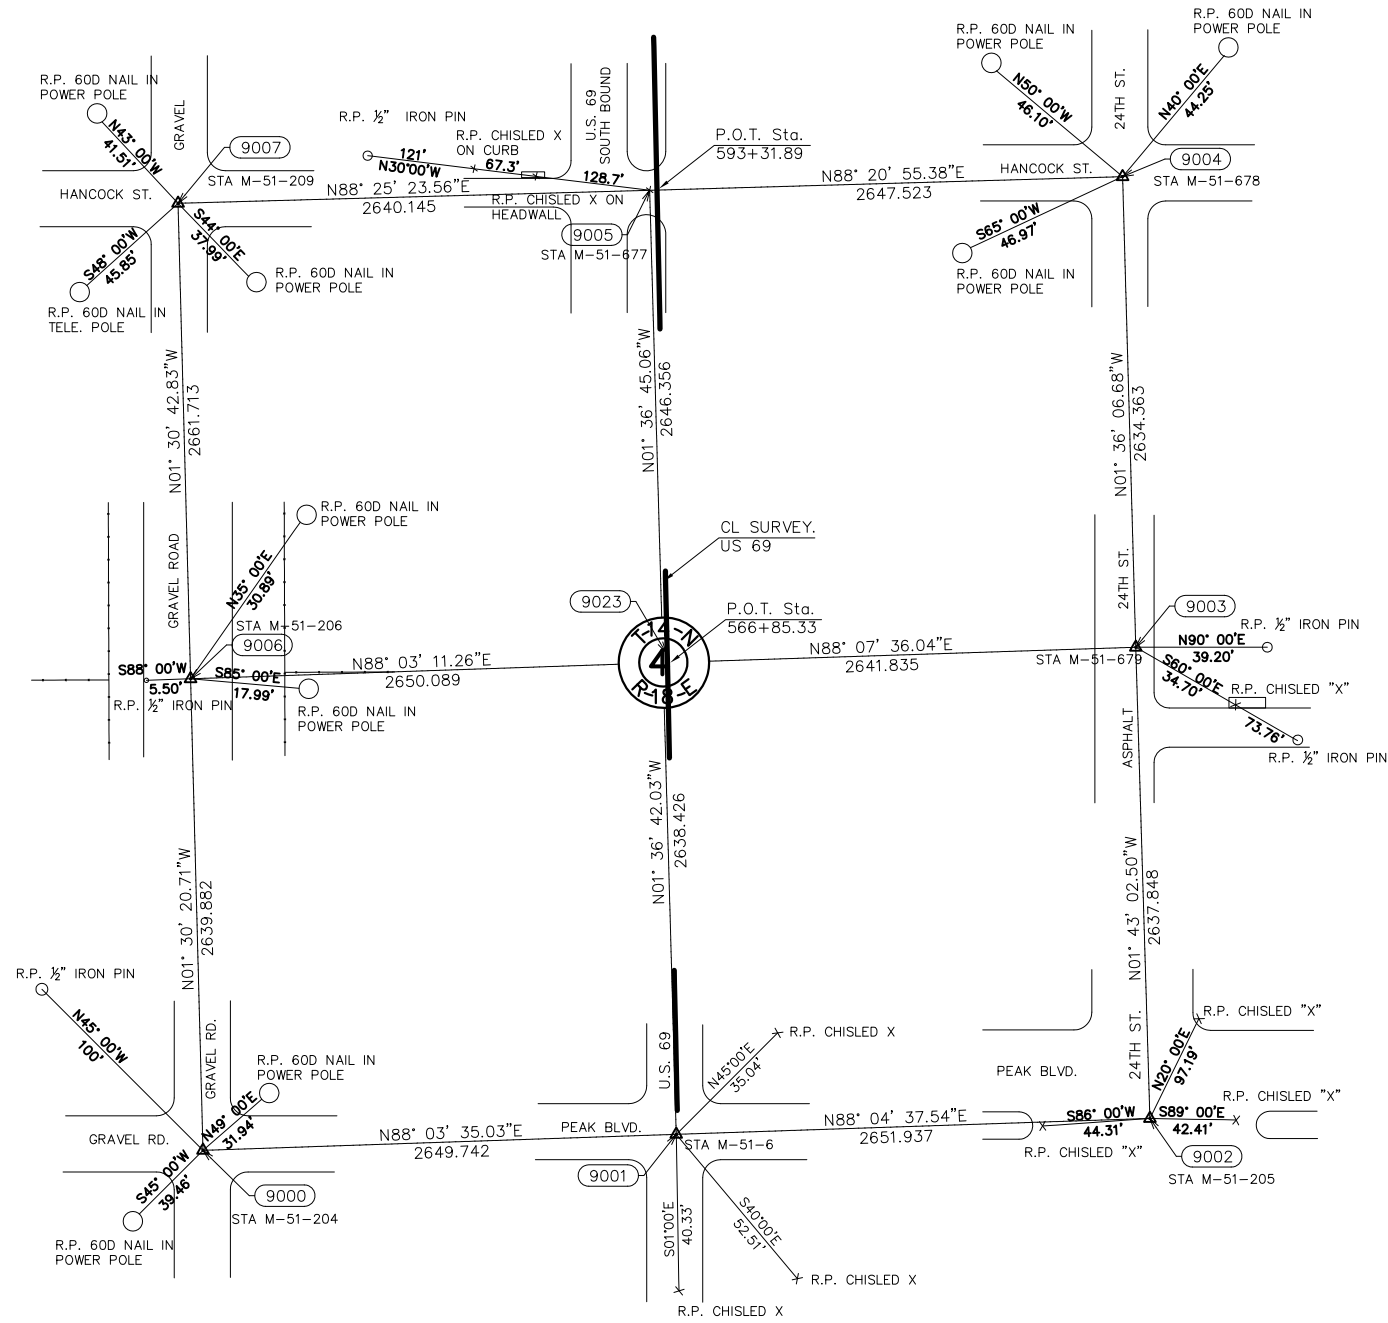 R.P. 60D NAIL IN
POWER POLE
N43° 00'W
41.51'
GRAVEL
9007
STA M-51-209
HANCOCK ST.
S44° 00'E
37.99'
S48° 00'W
45.85'
R.P. 60D NAIL IN
TELE. POLE
R.P. 60D NAIL IN
POWER POLE
R.P. ½" IRON PIN
121'
N30°00'W
R.P. CHISLED X
ON CURB
67.3'
128.7'
N88° 25' 23.56"E
2640.145
R.P. CHISLED X ON
HEADWALL
U.S. 69
SOUTH BOUND
9005
STA M-51-677
P.O.T. Sta.
593+31.89
N88° 20' 55.38"E
2647.523
R.P. 60D NAIL IN
POWER POLE
N50° 00'W
46.10'
24TH ST.
R.P. 60D NAIL IN
POWER POLE
N40° 00'E
44.25'
HANCOCK ST.
9004
STA M-51-678
S65° 00'W
46.97'
R.P. 60D NAIL IN
POWER POLE
N01° 30' 42.83"W
2661.713
N01° 36' 45.06"W
2646.356
N01° 36' 06.68"W
2634.363
GRAVEL ROAD
R.P. 60D NAIL IN
POWER POLE
N35° 00'E
30.89'
STA M-51-206
9006
S88° 00'W
5.50'
R.P. ½" IRON PIN
S85° 00'E
17.99'
R.P. 60D NAIL IN
POWER POLE
N88° 03' 11.26"E
2650.089
CL SURVEY.
US 69
9023
P.O.T. Sta.
566+85.33
T-14-N
4
R-18-E
N88° 07' 36.04"E
2641.835
24TH ST.
9003
STA M-51-679
R.P. ½" IRON PIN
N90° 00'E
39.20'
S60° 00'E
34.70'
R.P. CHISLED "X"
73.76'
R.P. ½" IRON PIN
ASPHALT
N01° 30' 20.71"W
2639.882
N01° 36' 42.03"W
2638.426
N01° 43' 02.50"W
2637.848
R.P. ½" IRON PIN
N45° 00'W
100'
GRAVEL RD.
R.P. 60D NAIL IN
POWER POLE
N49° 00'E
31.94'
GRAVEL RD.
S45° 00'W
39.46'
R.P. 60D NAIL IN
POWER POLE
9000
STA M-51-204
N88° 03' 35.03"E
2649.742
U.S. 69
PEAK BLVD.
N45°00'E
35.04'
R.P. CHISLED X
STA M-51-6
9001
S01°00'E
40.33'
R.P. CHISLED X
S40°00'E
52.51'
R.P. CHISLED X
N88° 04' 37.54"E
2651.937
PEAK BLVD.
24TH ST.
N20° 00'E
97.19'
R.P. CHISLED "X"
S86° 00'W
44.31'
R.P. CHISLED "X"
S89° 00'E
42.41'
R.P. CHISLED "X"
9002
STA M-51-205